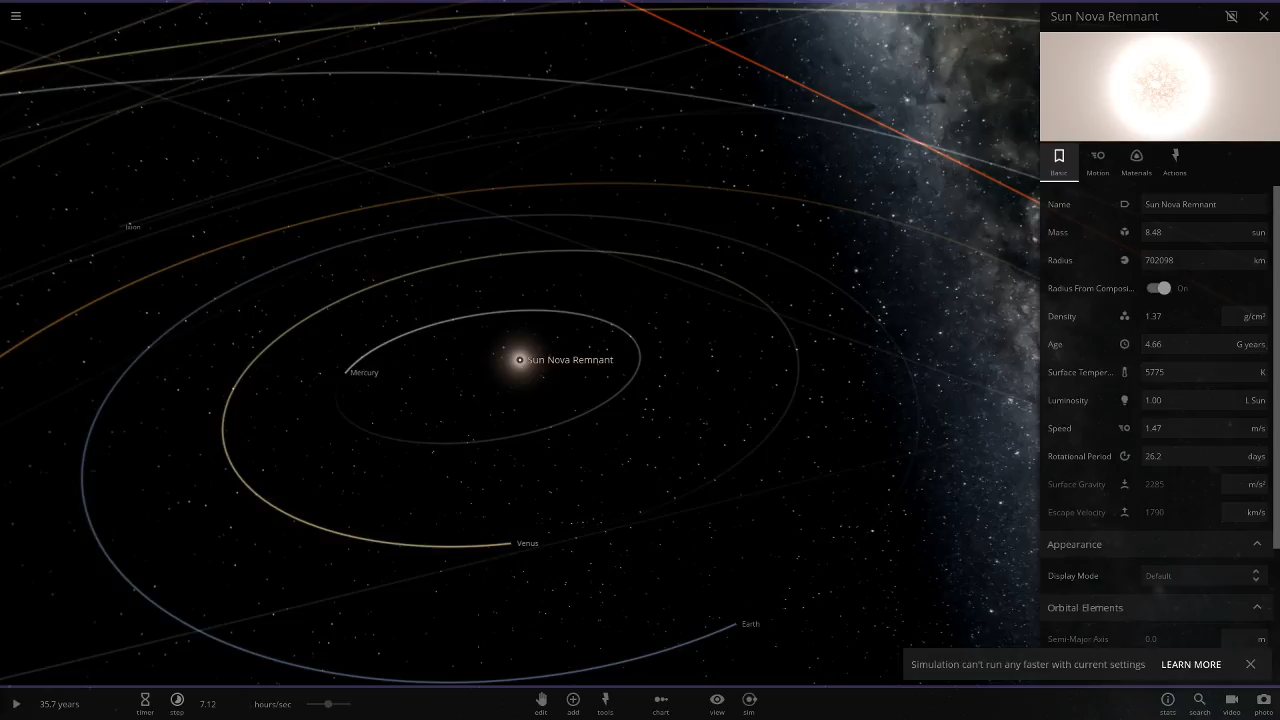 Sun Nova Remnant
Basic Motion Materials Actions
Name Sun Nova Remnant
Mass 8.48 sun
Radius 702098 km
Radius From Composi... On
Density 1.37 g/cm³
Age 4.66 G years
Surface Temper... 5775 K
Luminosity 1.00 L Sun
Speed 1.47 m/s
Rotational Period 26.2 days
Surface Gravity 2285 m/s²
Escape Velocity 1790 km/s
Appearance
Display Mode Default
Orbital Elements
Semi-Major Axis 0.0 m
Sun Nova Remnant
Mercury
Venus
Earth
Simulation can't run any faster with current settings LEARN MORE
35.7 years timer step 7.12 hours/sec edit add tools chart view sim stats search video photo